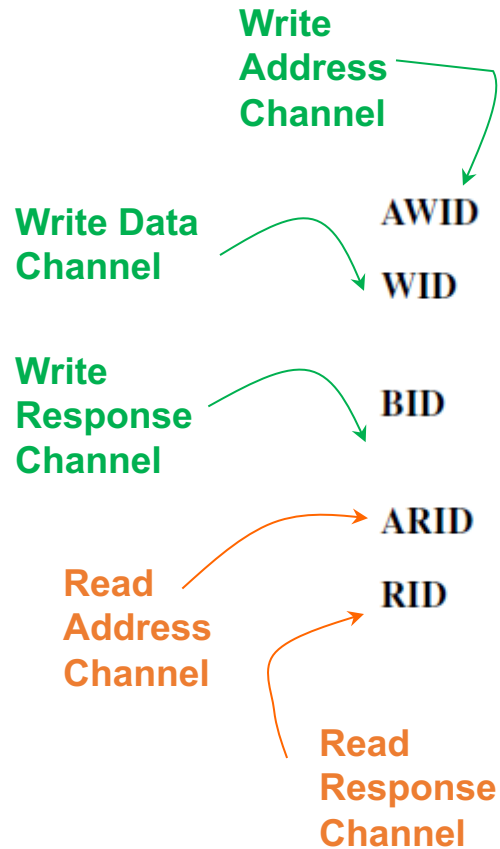 Write
Address
Channel
AWID
Write Data
Channel
WID
Write
Response
Channel
BID
ARID
Read
Address
Channel
RID
Read
Response
Channel